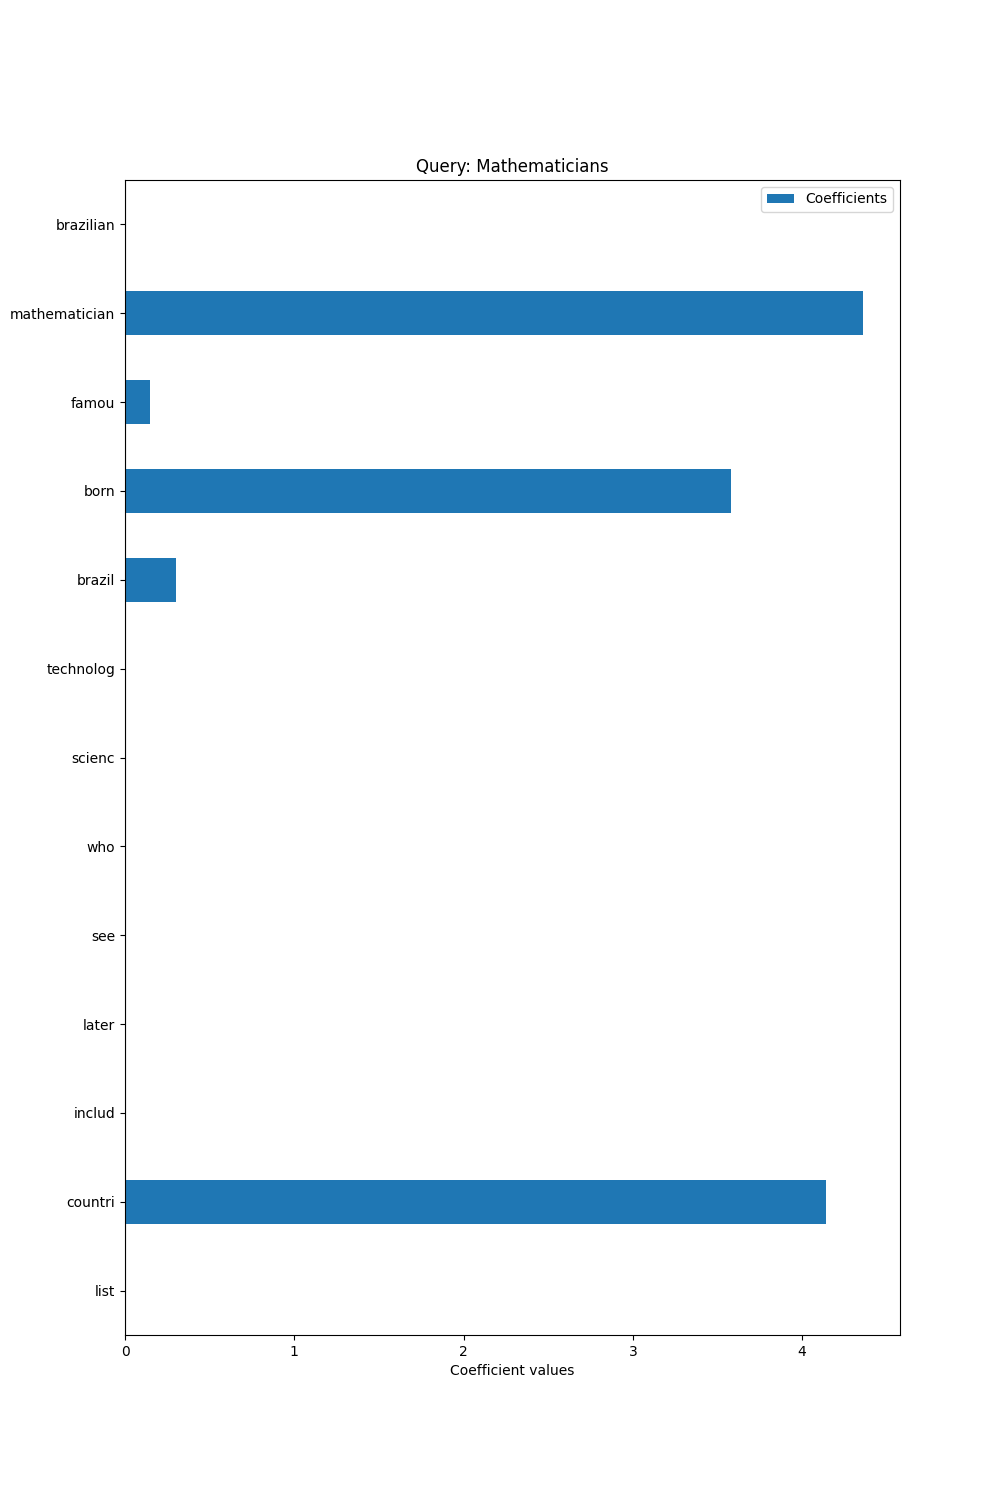 Query: Mathematicians
Coefficients
brazilian
mathematician
famou
born
brazil
technolog
scienc
who
see
later
includ
countri
list
0 1 2 3 4
Coefficient values